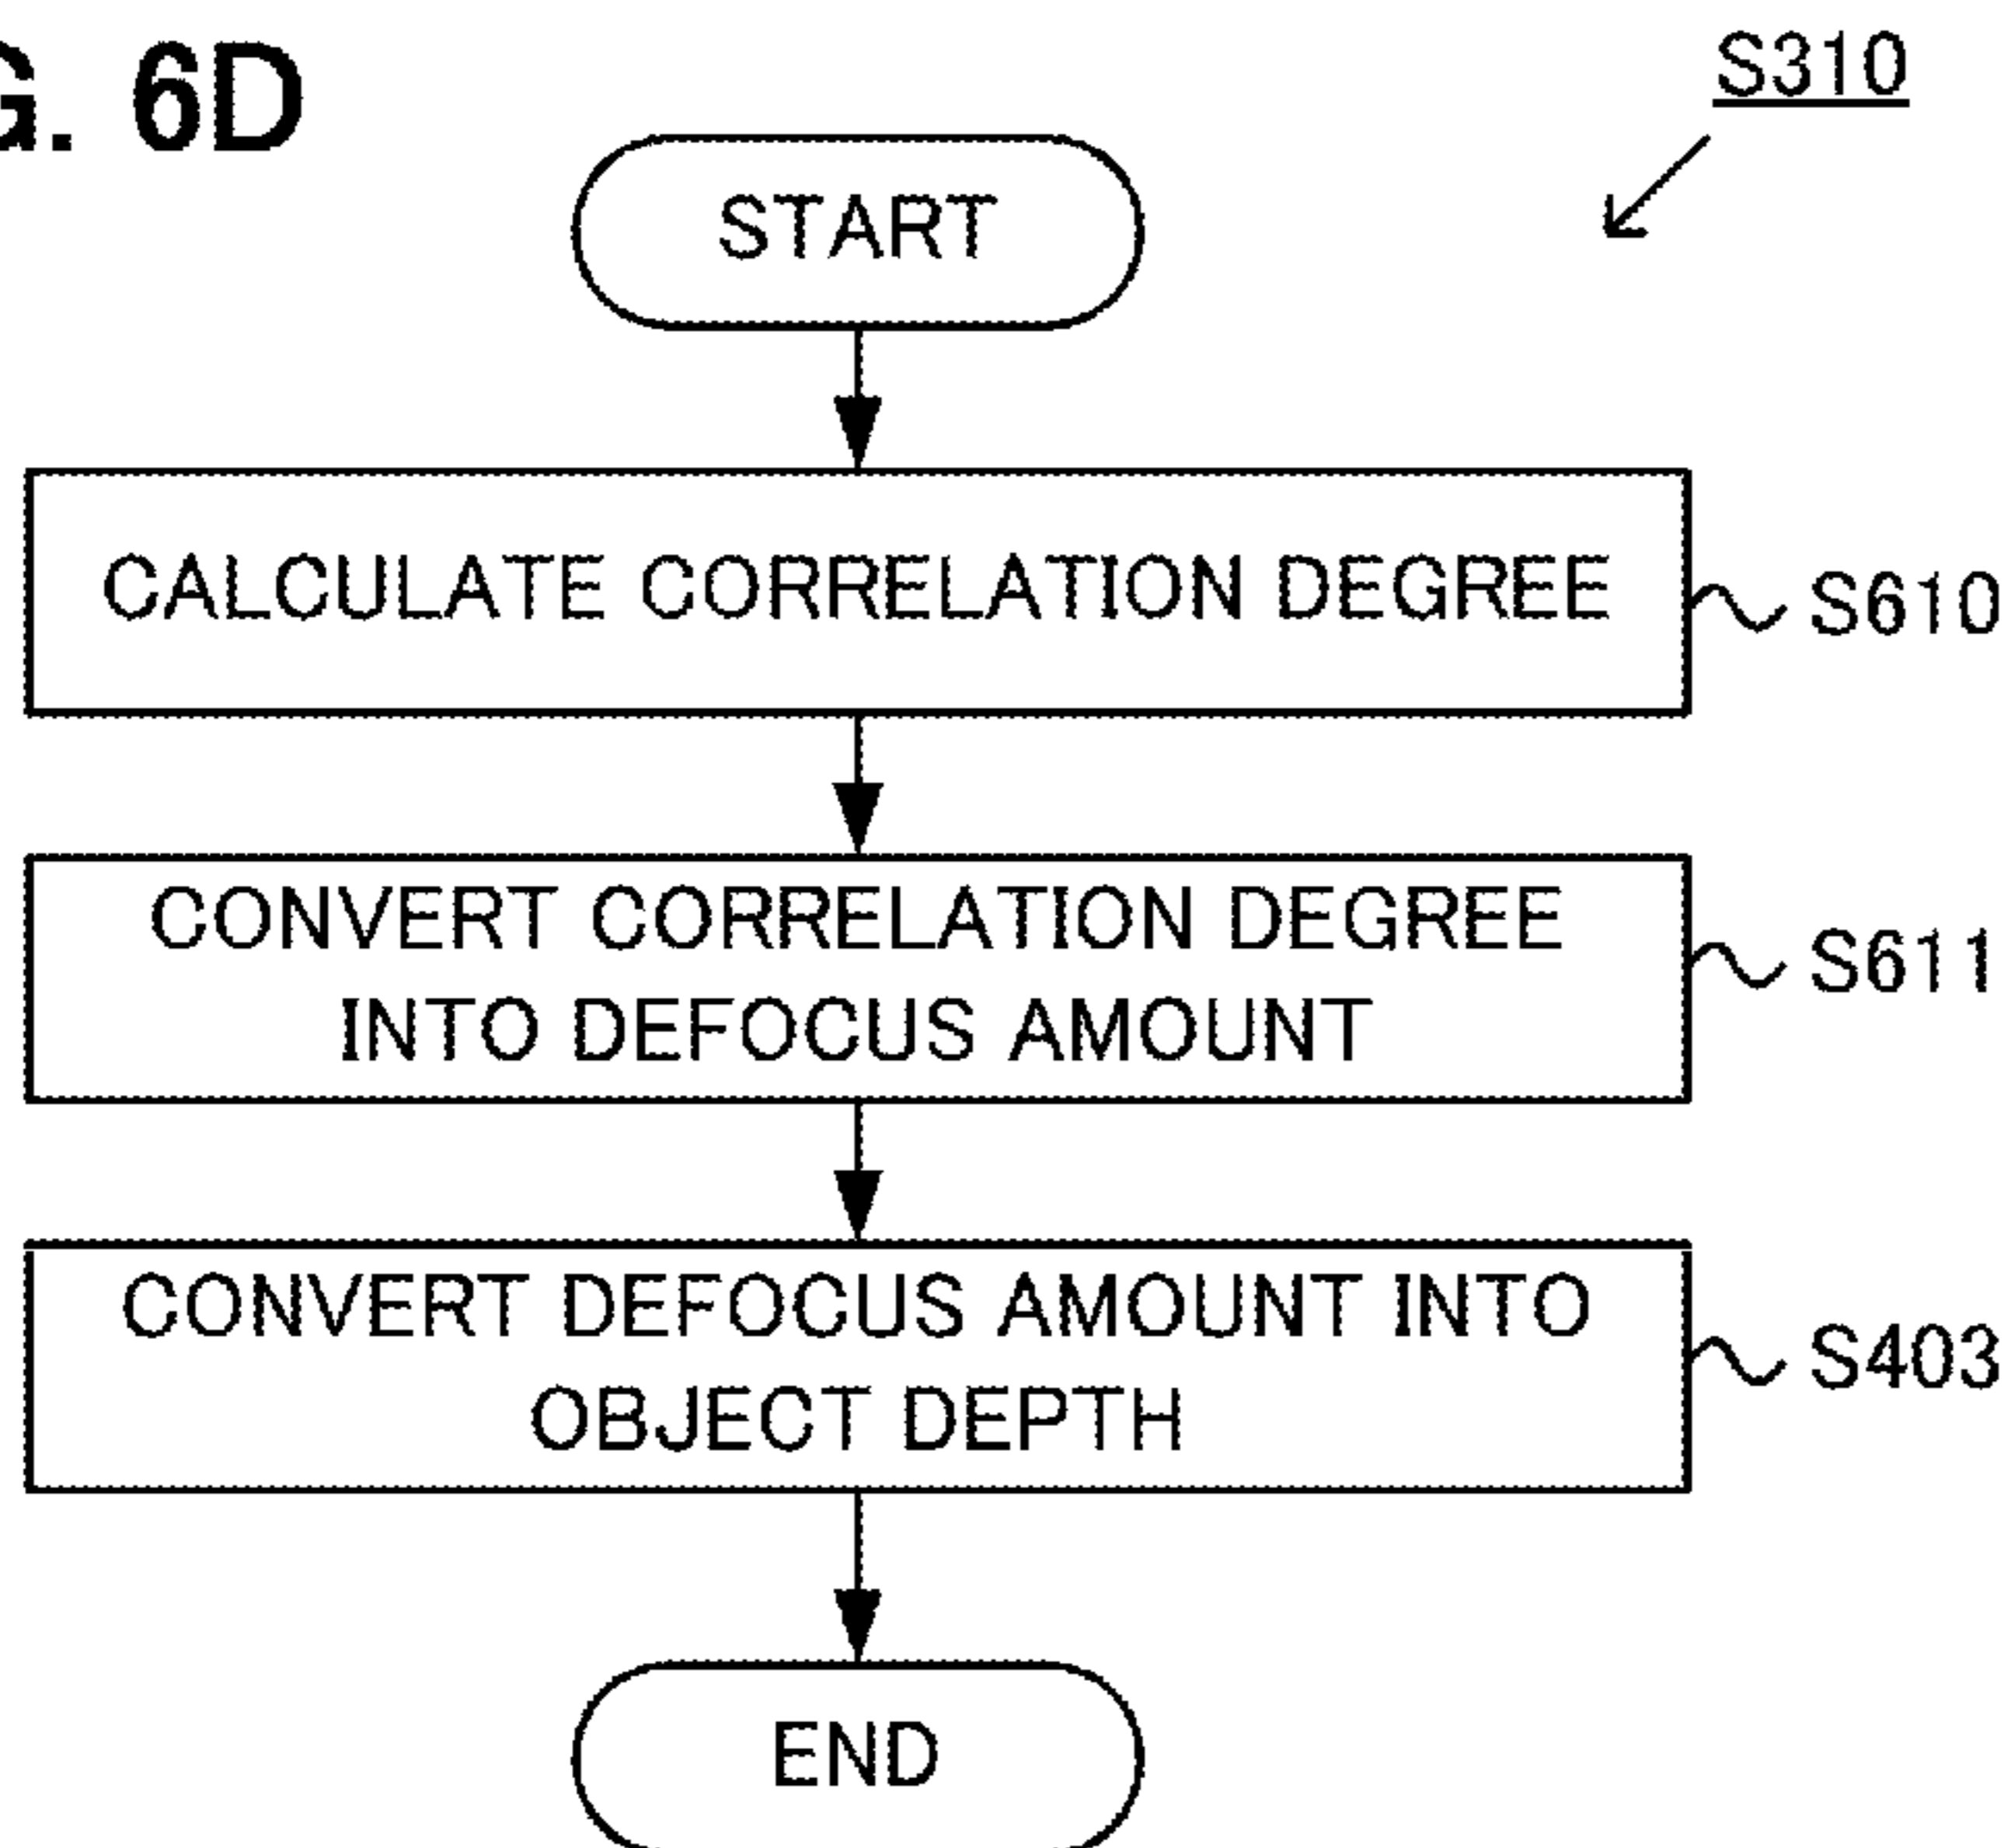 G. 6D
S310
START
CALCULATE CORRELATION DEGREE
S610
CONVERT CORRELATION DEGREE
INTO DEFOCUS AMOUNT
S611
CONVERT DEFOCUS AMOUNT INTO
OBJECT DEPTH
S403
END